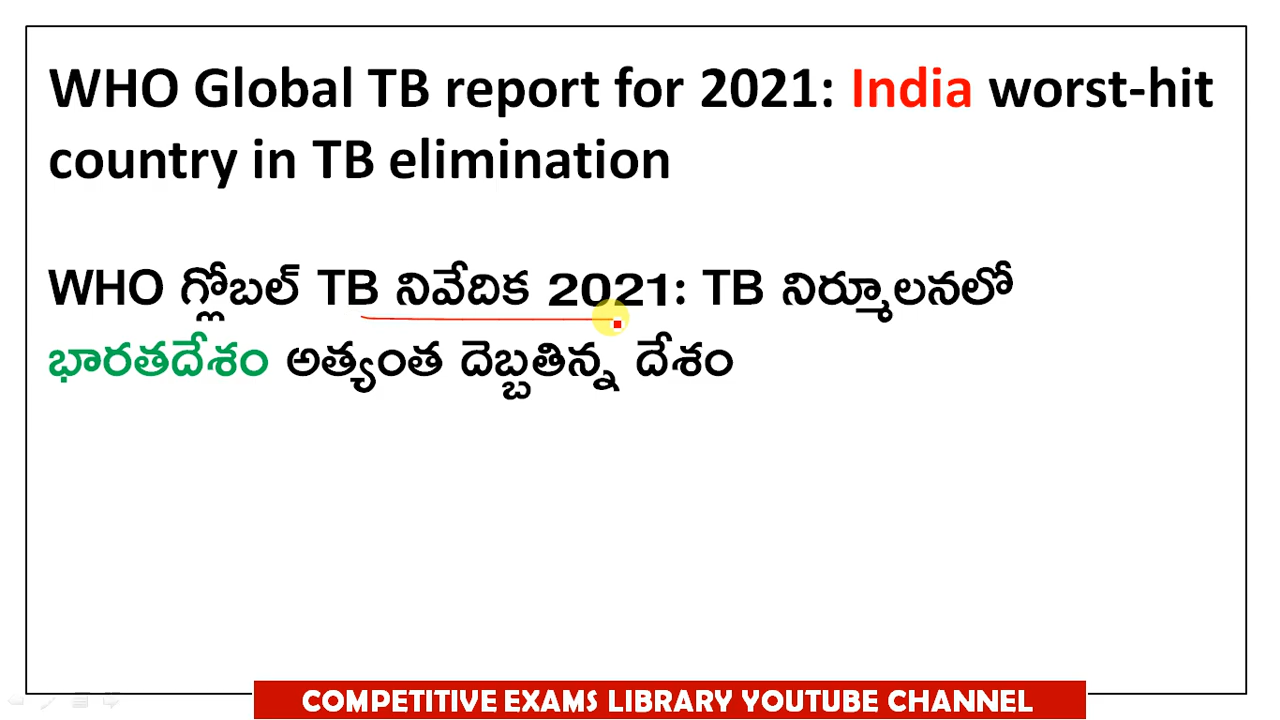 WHO Global TB report for 2021: India worst-hit
country in TB elimination
WHO గ్లోబల్ TB నివేదిక 2021: TB నిర్మూలనలో
భారతదేశం అత్యంత దెబ్బతిన్న దేశం
COMPETITIVE EXAMS LIBRARY YOUTUBE CHANNEL